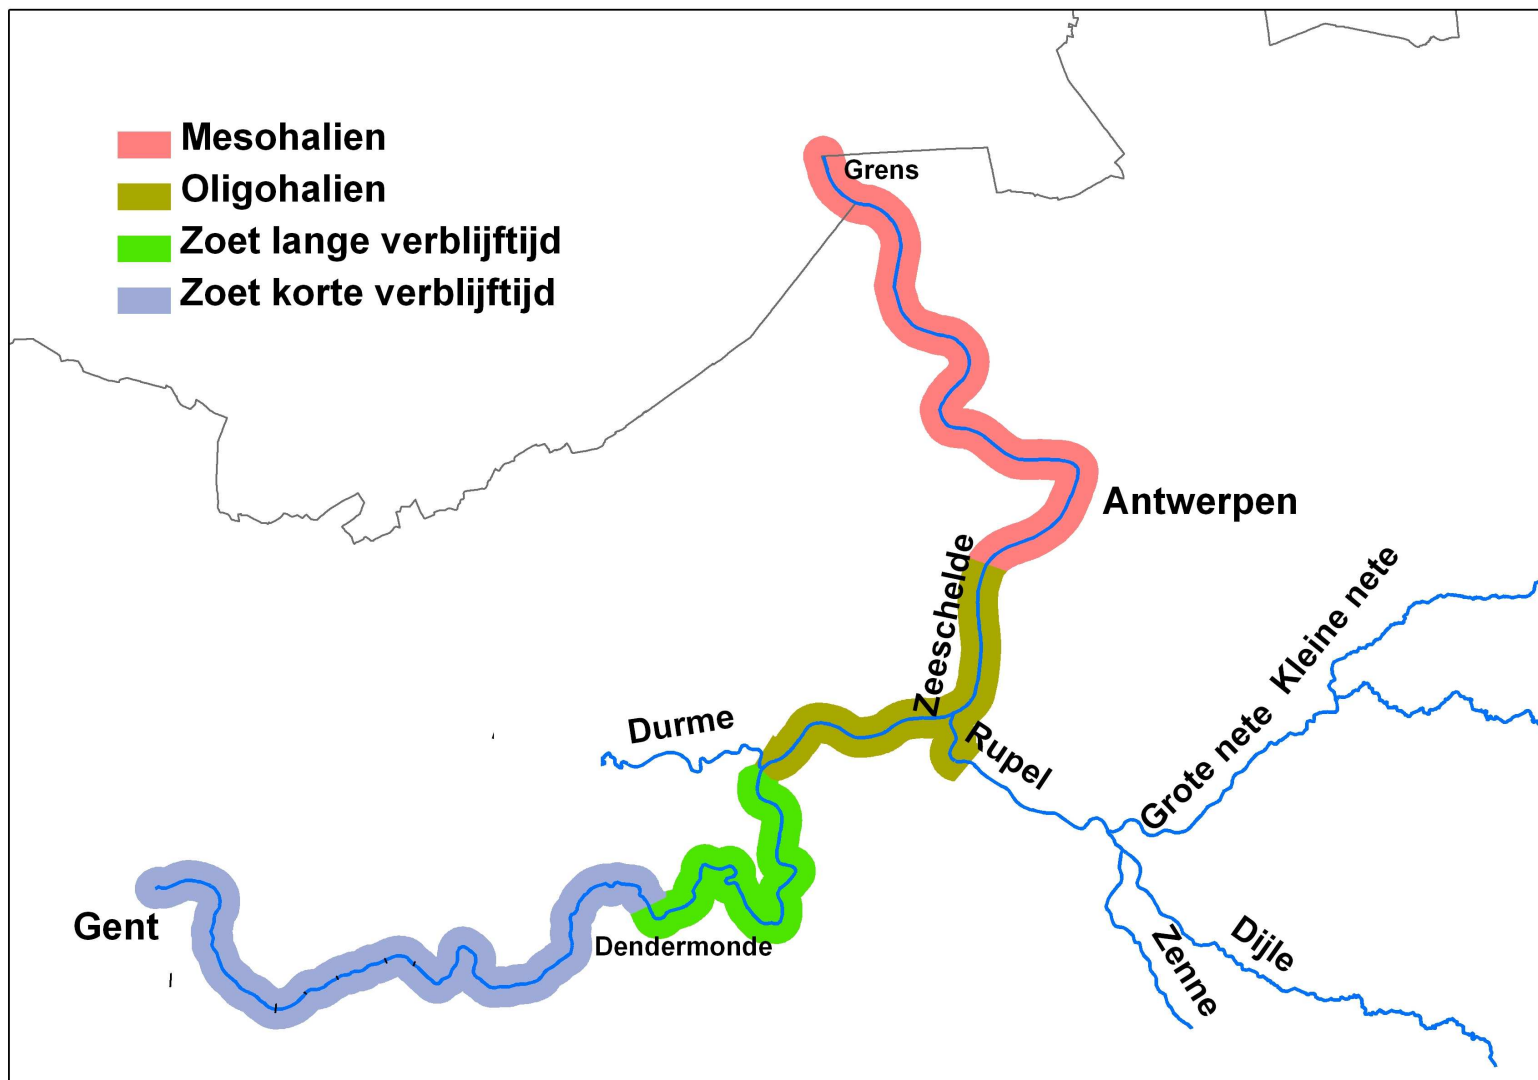 Mesohalien
Oligohalien
Zoet lange verblijftijd
Zoet korte verblijftijd
Grens
Antwerpen
Zeeschelde
Kleine nete
Durme
Rupel
Grote nete
Gent
Dendermonde
Zenne
Dijle